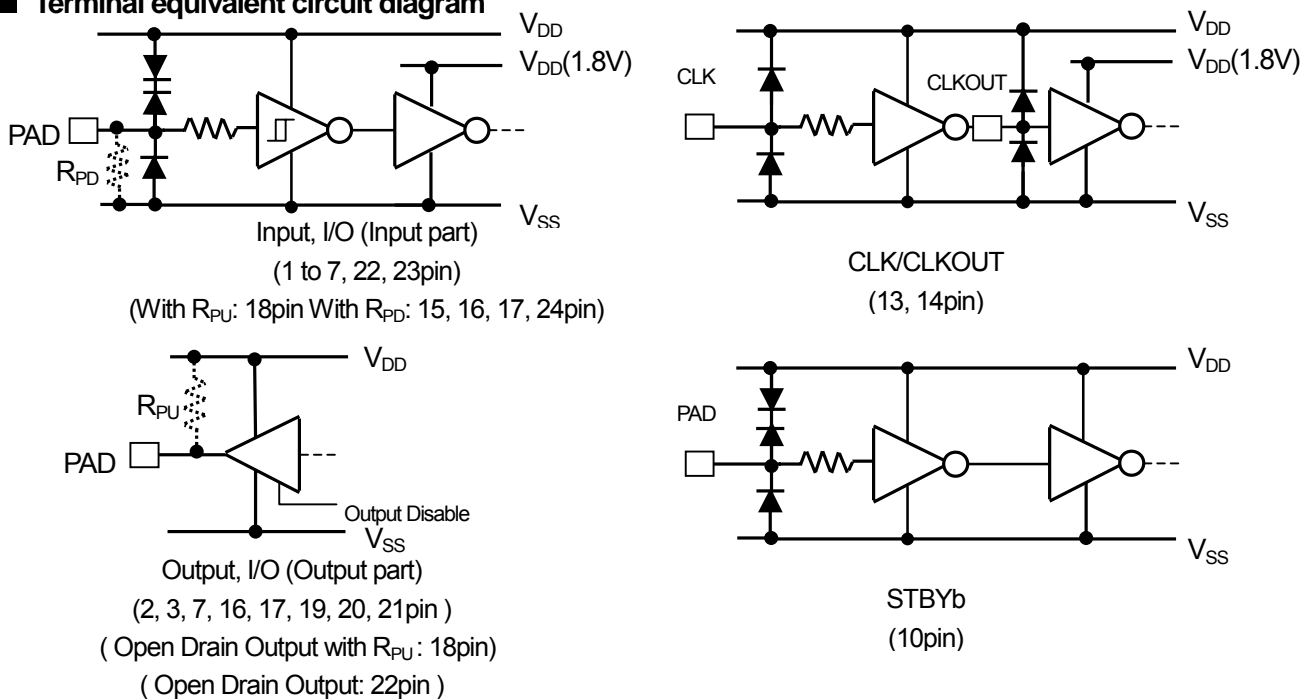 ■ Terminal equivalent circuit diagram
VDD
VDD(1.8V)
PAD
RPD
VSS
Input, I/O (Input part)
(1 to 7, 22, 23pin)
(With RPU: 18pin With RPD: 15, 16, 17, 24pin)
VDD
VDD(1.8V)
CLK
CLKOUT
VSS
CLK/CLKOUT
(13, 14pin)
VDD
RPU
PAD
Output Disable
VSS
Output, I/O (Output part)
(2, 3, 7, 16, 17, 19, 20, 21pin )
( Open Drain Output with RPU : 18pin)
( Open Drain Output: 22pin )
VDD
PAD
VSS
STBYb
(10pin)